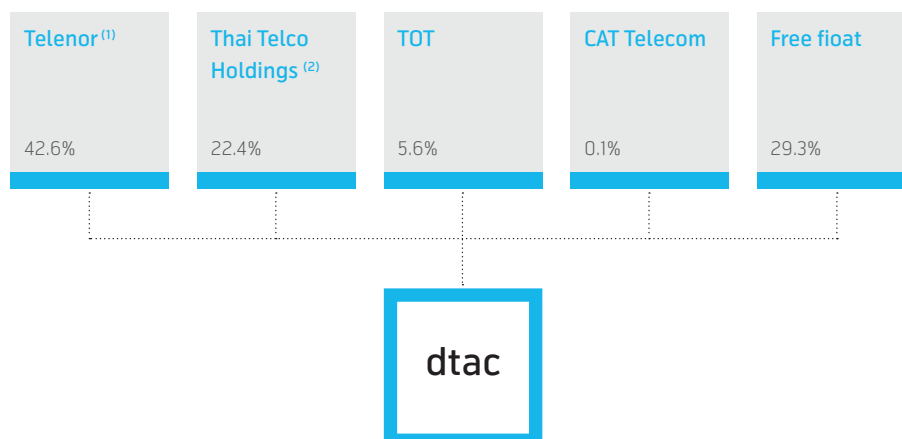 Telenor (1)
Thai Telco
Holdings (2)
TOT
CAT Telecom
Free fioat
42.6%
22.4%
5.6%
0.1%
29.3%
dtac